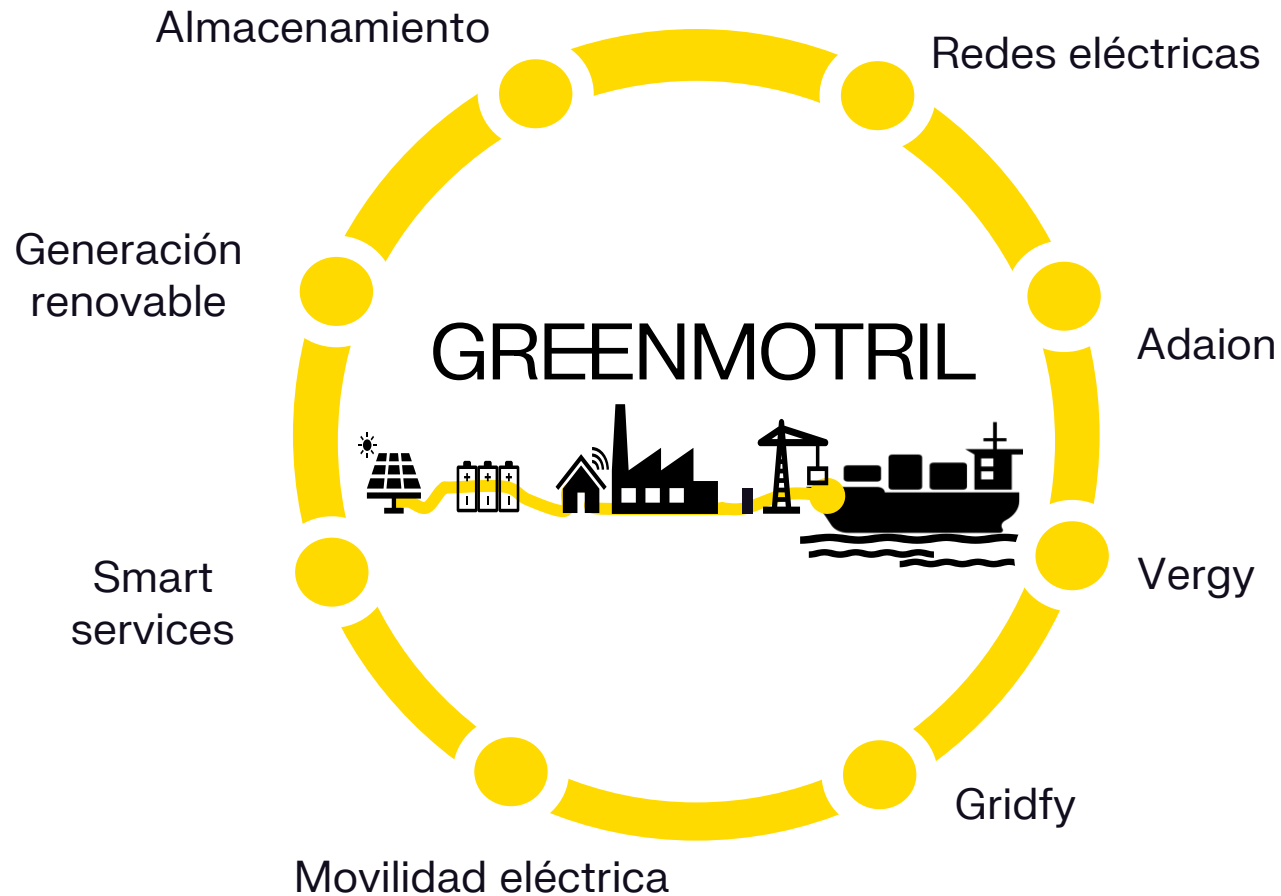 Almacenamiento
Redes eléctricas
Generación
renovable
GREENMOTRIL
Adaion
Smart
services
Vergy
Gridfy
Movilidad eléctrica